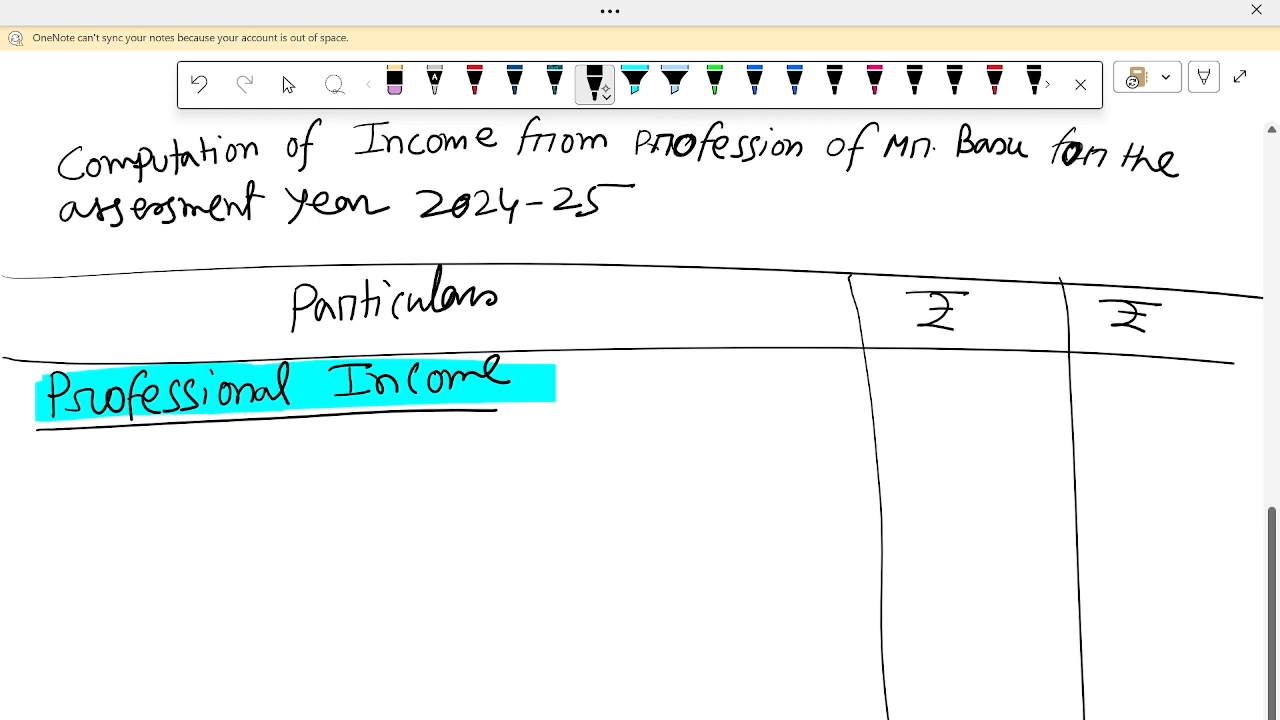 OneNote can't sync your notes because your account is out of space.
Computation of Income from Profession of Mr. Basu for the
assessment year 2024-25
Particulars ₹ ₹
Professional Income